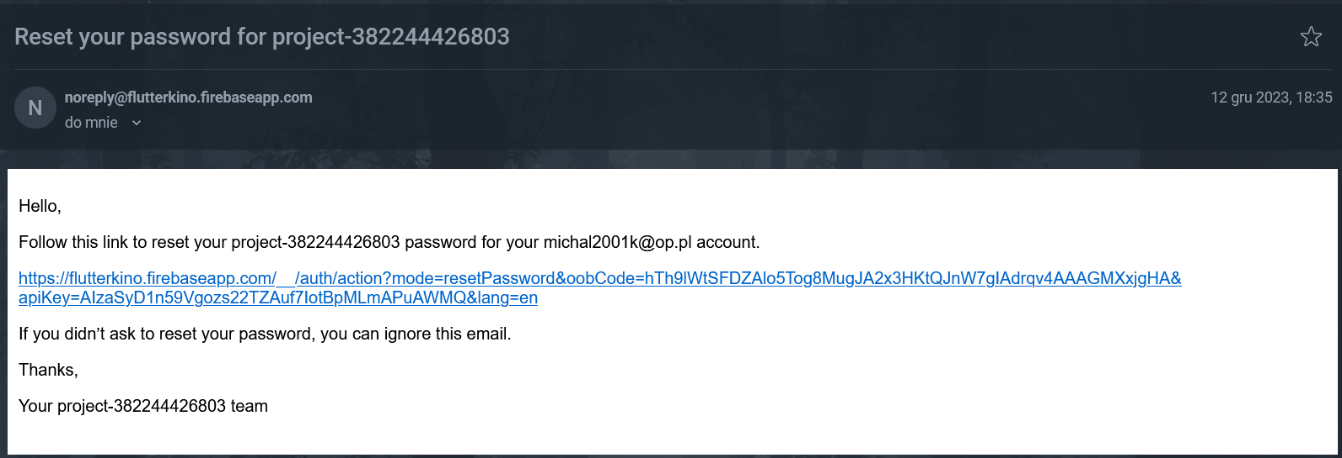 Reset your password for project-382244426803
N
noreply@flutterkino.firebaseapp.com
12 gru 2023, 18:35
do mnie
Hello,
Follow this link to reset your project-382244426803 password for your michal2001k@op.pl account.
https://flutterkino.firebaseapp.com/__/auth/action?mode=resetPassword&oobCode=hTh9lWtSFDZAlo5Tog8MugJA2x3HKtQJnW7glAdrqv4AAAGMXxjgHA&
apiKey=AIzaSyD1n59Vgozs22TZAuf7IotBpMLmAPuAWMQ&lang=en
If you didn’t ask to reset your password, you can ignore this email.
Thanks,
Your project-382244426803 team